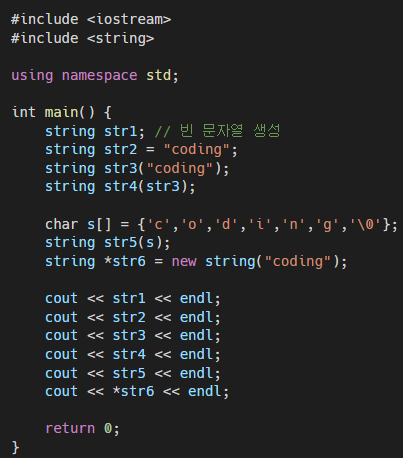 #include <iostream>
#include <string>

using namespace std;

int main() {
    string str1; // 빈 문자열 생성
    string str2 = "coding";
    string str3("coding");
    string str4(str3);

    char s[] = {'c','o','d','i','n','g','\0'};
    string str5(s);
    string *str6 = new string("coding");

    cout << str1 << endl;
    cout << str2 << endl;
    cout << str3 << endl;
    cout << str4 << endl;
    cout << str5 << endl;
    cout << *str6 << endl;

    return 0;
}